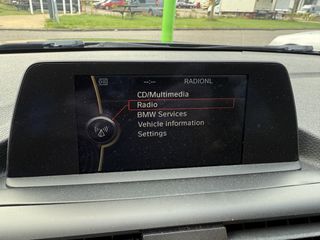 --:-- RADIONL
CD/Multimedia
Radio
BMW Services
Vehicle information
Settings